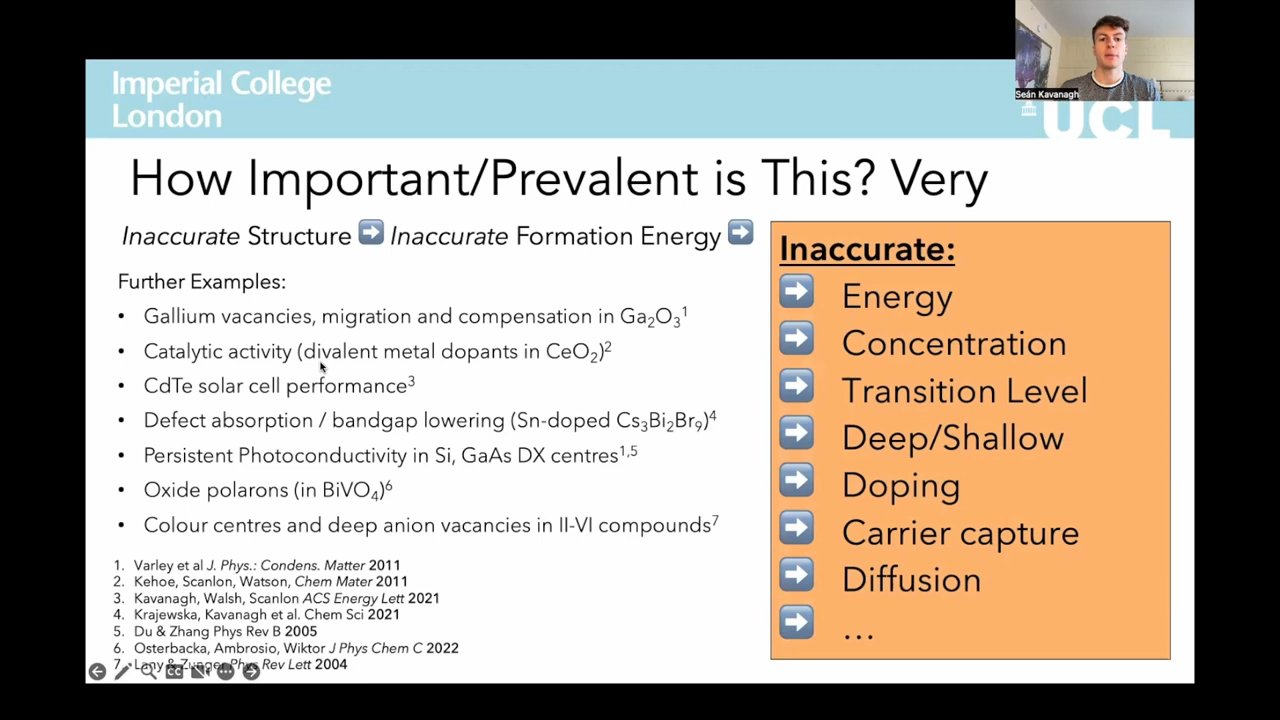 Imperial College
London
Seán Kavanagh
UCL
How Important/Prevalent is This? Very
Inaccurate Structure ➡ Inaccurate Formation Energy ➡
Further Examples:
• Gallium vacancies, migration and compensation in Ga₂O₃¹
• Catalytic activity (divalent metal dopants in CeO₂)²
• CdTe solar cell performance³
• Defect absorption / bandgap lowering (Sn-doped Cs₃Bi₂Br₉)⁴
• Persistent Photoconductivity in Si, GaAs DX centres¹,⁵
• Oxide polarons (in BiVO₄)⁶
• Colour centres and deep anion vacancies in II-VI compounds⁷
1. Varley et al J. Phys.: Condens. Matter 2011
2. Kehoe, Scanlon, Watson, Chem Mater 2011
3. Kavanagh, Walsh, Scanlon ACS Energy Lett 2021
4. Krajewska, Kavanagh et al. Chem Sci 2021
5. Du & Zhang Phys Rev B 2005
6. Osterbacka, Ambrosio, Wiktor J Phys Chem C 2022
7. Lany & Zunger Phys Rev Lett 2004
Inaccurate:
➡ Energy
➡ Concentration
➡ Transition Level
➡ Deep/Shallow
➡ Doping
➡ Carrier capture
➡ Diffusion
➡ ...